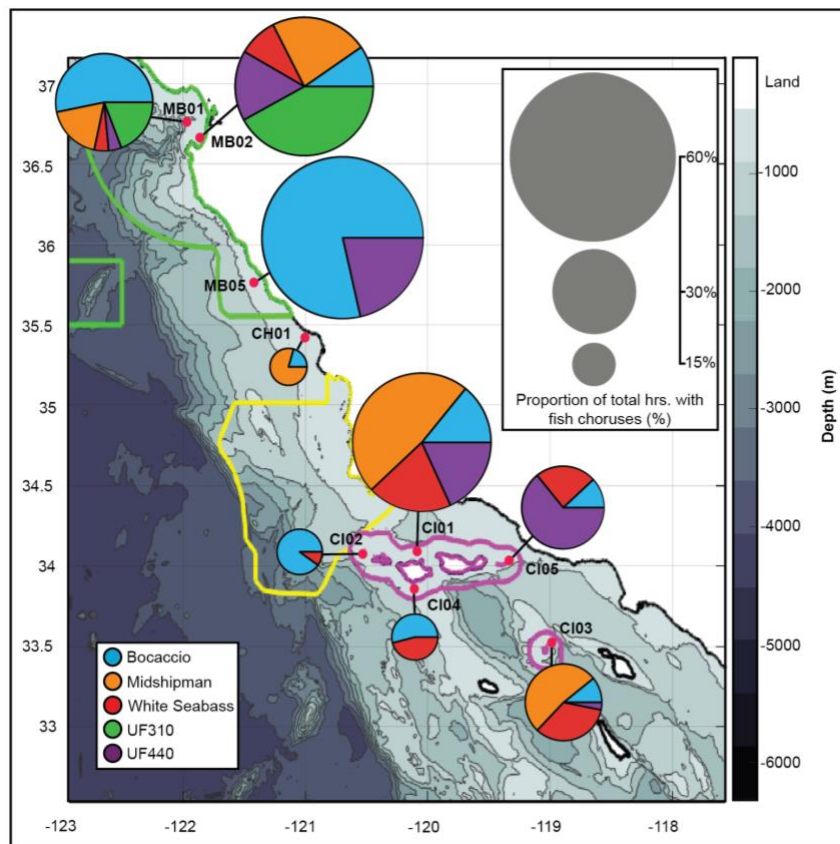 37
36.5
36
35.5
35
34.5
34
33.5
33
-123
-122
-121
-120
-119
-118
MB01
MB02
MB05
CH01
CI01
CI02
CI05
CI04
CI03
60%
30%
15%
Proportion of total hrs. with
fish choruses (%)
Bocaccio
Midshipman
White Seabass
UF310
UF440
Land
-1000
-2000
-3000
-4000
-5000
-6000
Depth (m)